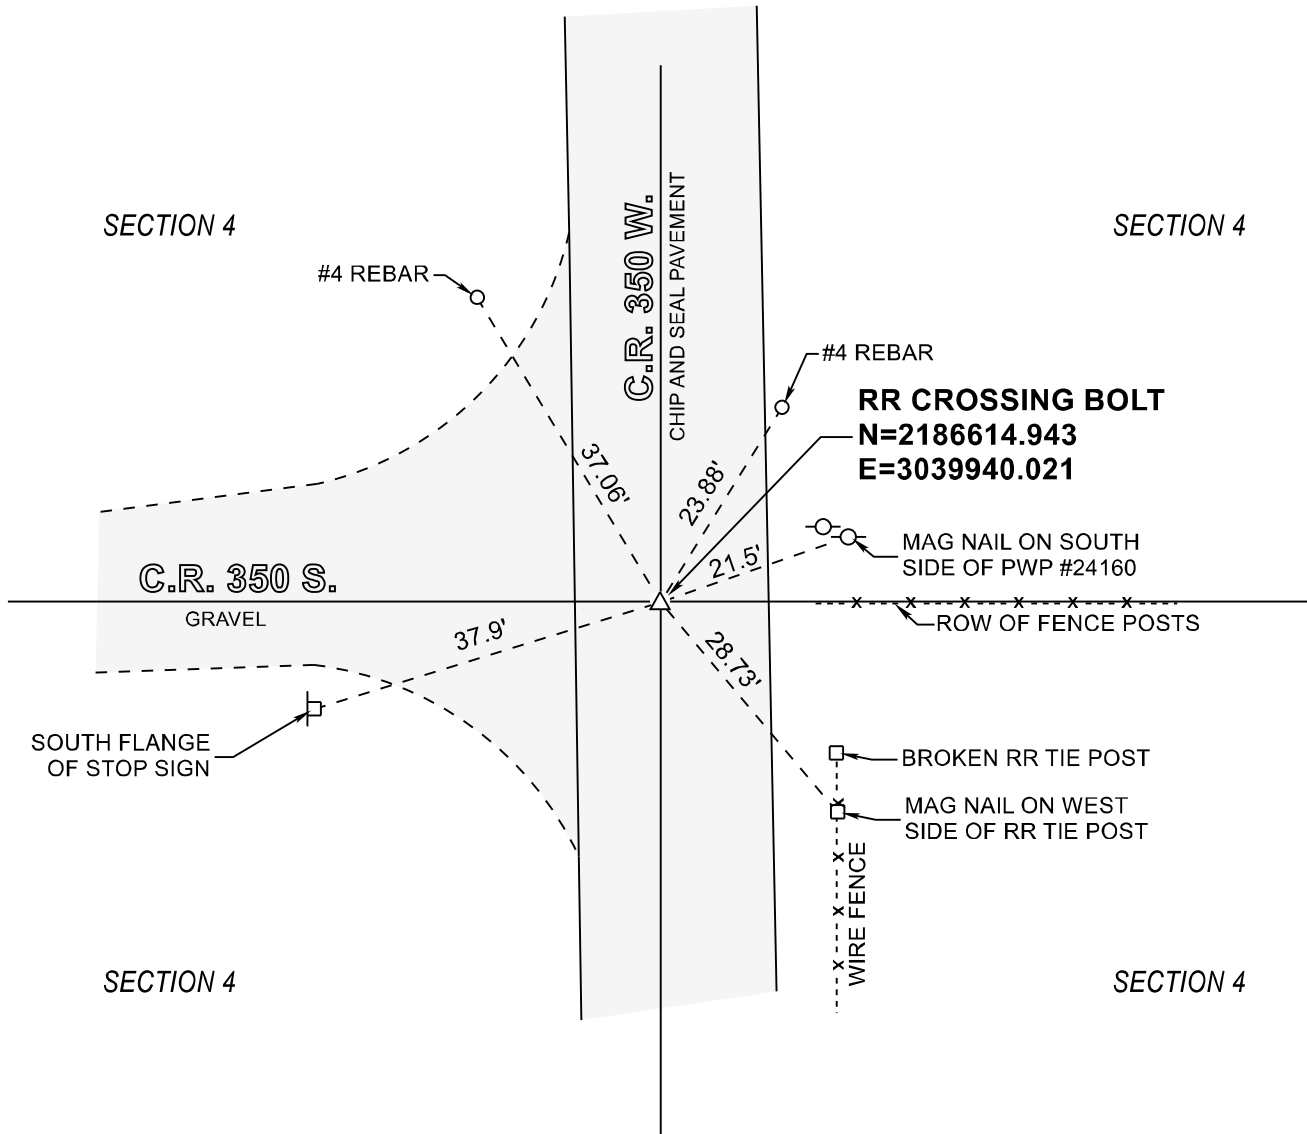 SECTION 4
SECTION 4
C.R. 350 W.
CHIP AND SEAL PAVEMENT
#4 REBAR
#4 REBAR
RR CROSSING BOLT
N=2186614.943
E=3039940.021
37.06'
23.88'
21.5'
MAG NAIL ON SOUTH
SIDE OF PWP #24160
C.R. 350 S.
GRAVEL
X X X X X X
ROW OF FENCE POSTS
37.9'
28.73'
SOUTH FLANGE
OF STOP SIGN
BROKEN RR TIE POST
MAG NAIL ON WEST
SIDE OF RR TIE POST
WIRE FENCE
X
X
X
X
SECTION 4
SECTION 4